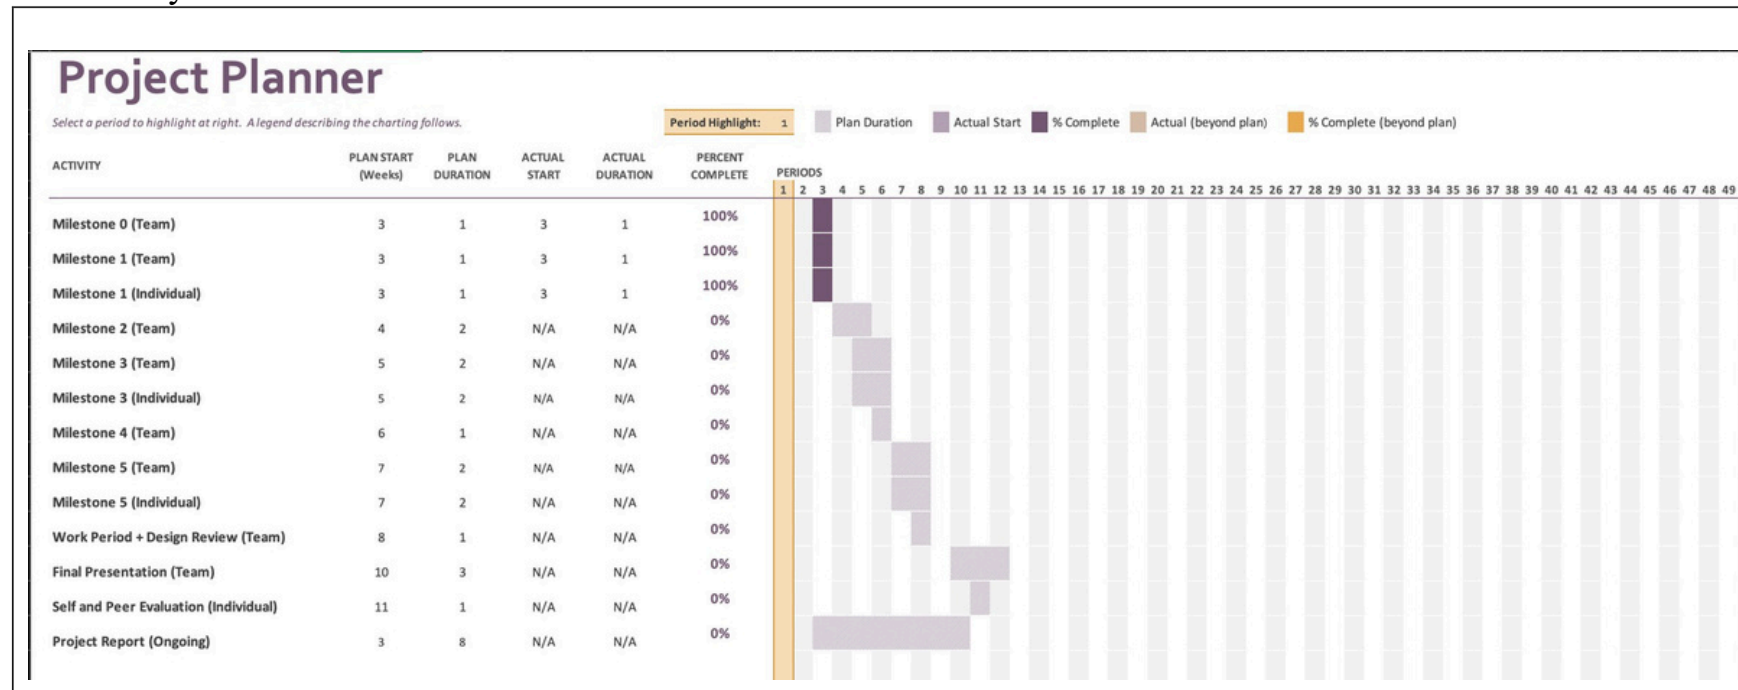 Project Planner
Select a period to highlight at right. A legend describing the charting follows.
Period Highlight: 1 Plan Duration Actual Start % Complete Actual (beyond plan) % Complete (beyond plan)
ACTIVITY PLAN START (Weeks) PLAN DURATION ACTUAL START ACTUAL DURATION PERCENT COMPLETE PERIODS
1 2 3 4 5 6 7 8 9 10 11 12 13 14 15 16 17 18 19 20 21 22 23 24 25 26 27 28 29 30 31 32 33 34 35 36 37 38 39 40 41 42 43 44 45 46 47 48 49
Milestone 0 (Team) 3 1 3 1 100%
Milestone 1 (Team) 3 1 3 1 100%
Milestone 1 (Individual) 3 1 3 1 100%
Milestone 2 (Team) 4 2 N/A N/A 0%
Milestone 3 (Team) 5 2 N/A N/A 0%
Milestone 3 (Individual) 5 2 N/A N/A 0%
Milestone 4 (Team) 6 1 N/A N/A 0%
Milestone 5 (Team) 7 2 N/A N/A 0%
Milestone 5 (Individual) 7 2 N/A N/A 0%
Work Period + Design Review (Team) 8 1 N/A N/A 0%
Final Presentation (Team) 10 3 N/A N/A 0%
Self and Peer Evaluation (Individual) 11 1 N/A N/A 0%
Project Report (Ongoing) 3 8 N/A N/A 0%